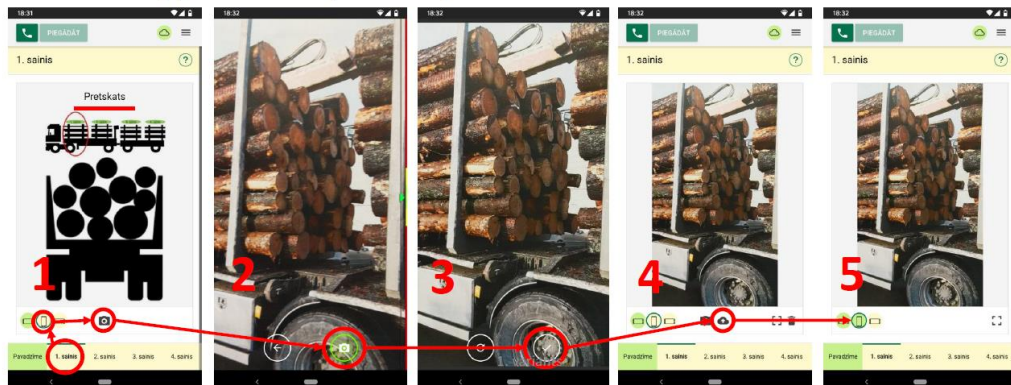 18:31
PIEGĀDĀT
1. sainis
?
Pretskats
1
Pavadzīme 1. sainis 2. sainis 3. sainis 4. sainis
18:32
2
18:32
3
18:32
PIEGĀDĀT
1. sainis
?
4
Pavadzīme 1. sainis 2. sainis 3. sainis 4. sainis
18:32
PIEGĀDĀT
1. sainis
?
5
Pavadzīme 1. sainis 2. sainis 3. sainis 4. sainis